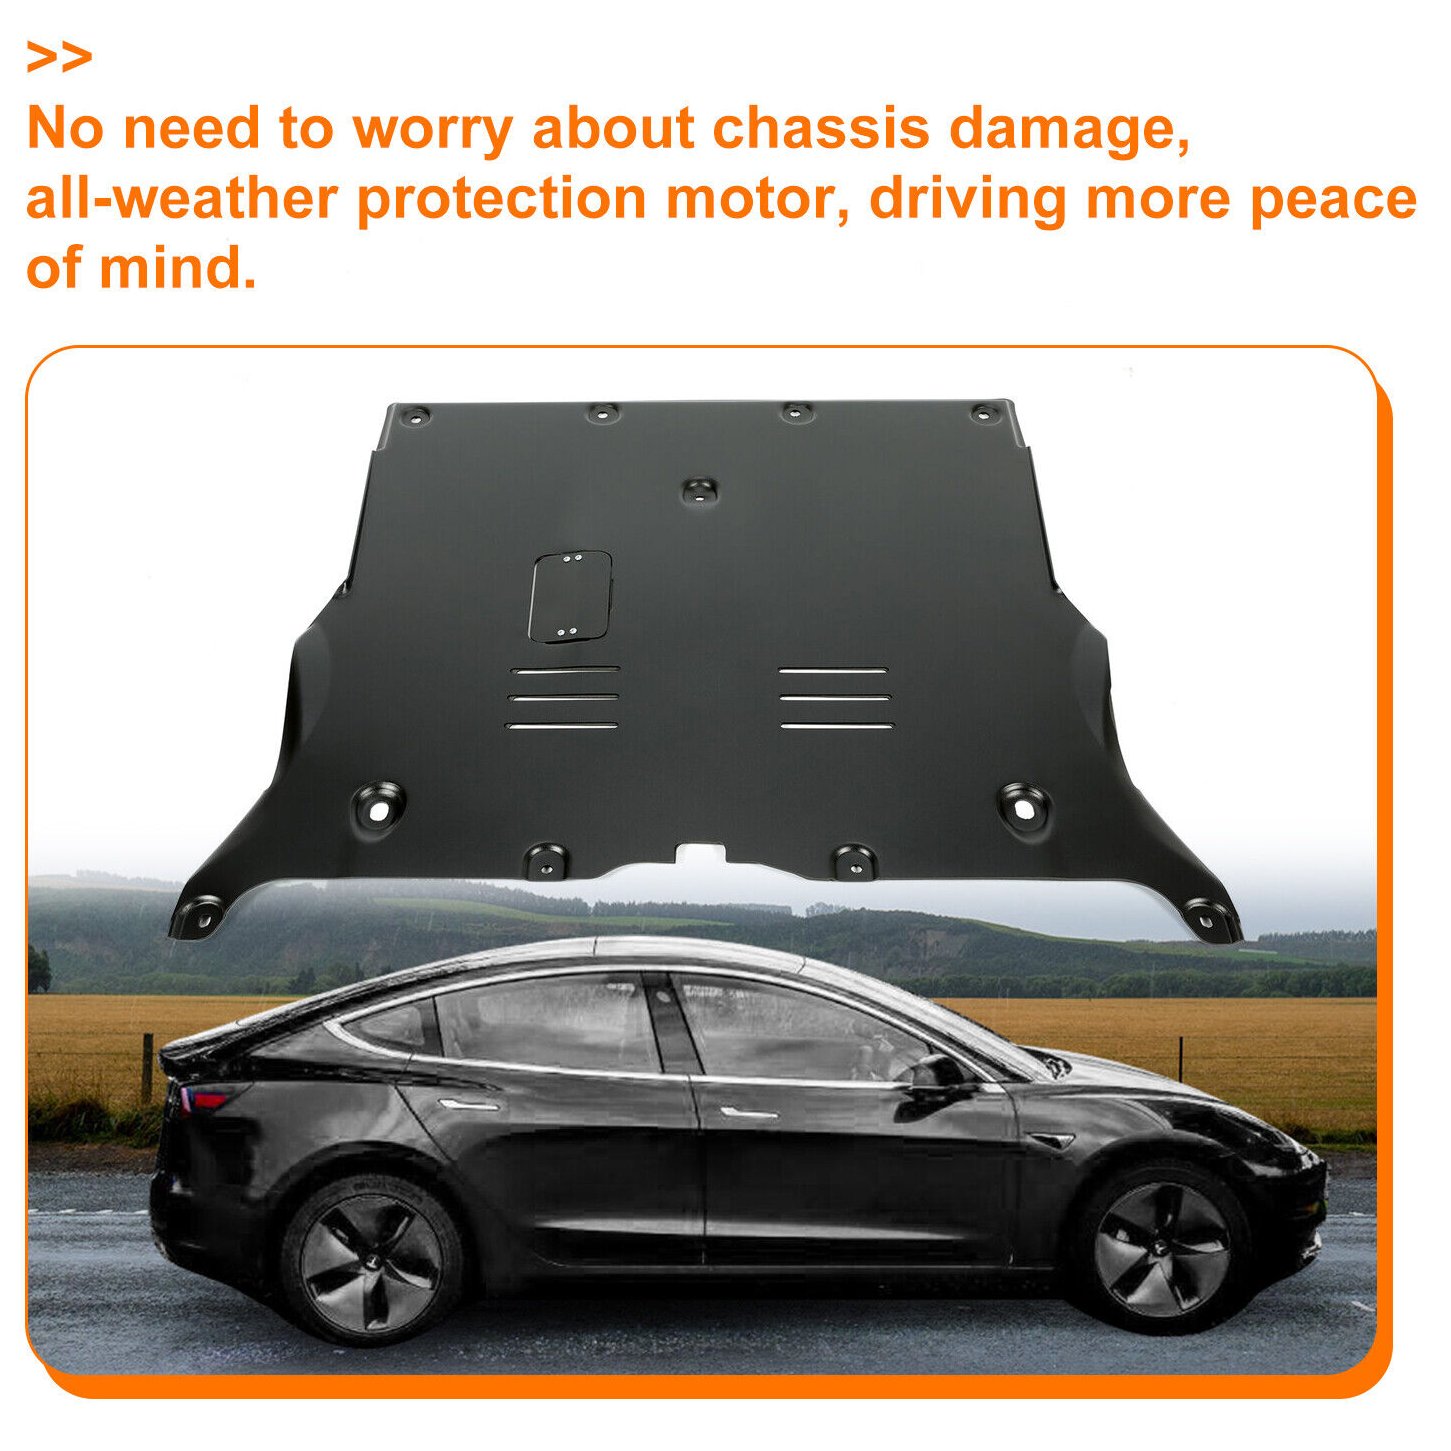 >>
No need to worry about chassis damage,
all-weather protection motor, driving more peace
of mind.